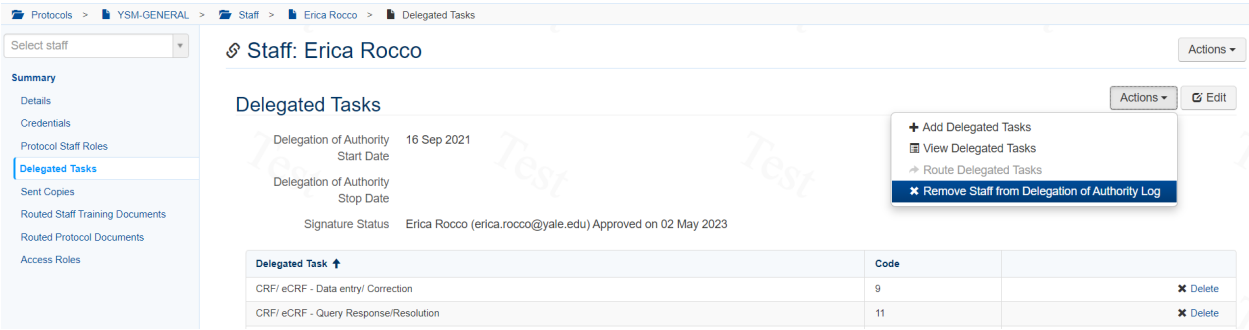 Protocols > YSM-GENERAL > Staff > Erica Rocco > Delegated Tasks
Select staff
Summary
Details
Credentials
Protocol Staff Roles
Delegated Tasks
Sent Copies
Routed Staff Training Documents
Routed Protocol Documents
Access Roles
Staff: Erica Rocco
Actions
Delegated Tasks
Actions
Edit
Add Delegated Tasks
View Delegated Tasks
Route Delegated Tasks
Remove Staff from Delegation of Authority Log
Delegation of Authority 16 Sep 2021
Start Date
Delegation of Authority
Stop Date
Signature Status Erica Rocco (erica.rocco@yale.edu) Approved on 02 May 2023
Test
Test
Delegated Task Code
CRF/ eCRF - Data entry/ Correction 9 Delete
CRF/ eCRF - Query Response/Resolution 11 Delete